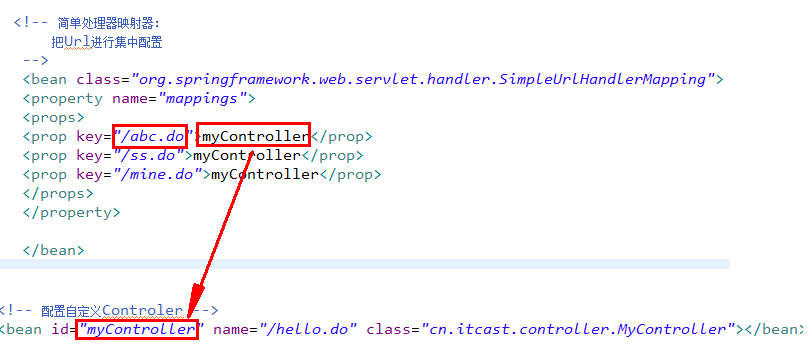 <!-- 简单处理器映射器:
把Url进行集中配置
-->
<bean class="org.springframework.web.servlet.handler.SimpleUrlHandlerMapping">
<property name="mappings">
<props>
<prop key="/abc.do">myController</prop>
<prop key="/ss.do">myController</prop>
<prop key="/mine.do">myController</prop>
</props>
</property>
</bean>
<!-- 配置自定义Controler -->
<bean id="myController" name="/hello.do" class="cn.itcast.controller.MyController"></bean>